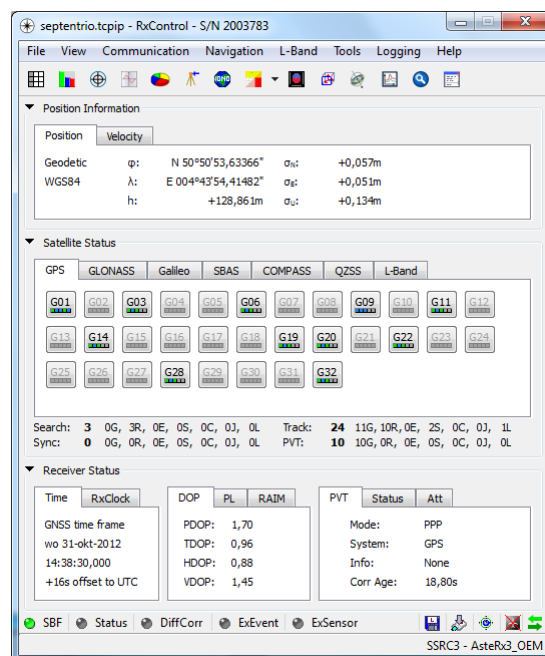 septentrio.tcpip - RxControl - S/N 2003783
File View Communication Navigation L-Band Tools Logging Help
Position Information
Position Velocity
Geodetic φ: N 50°50'53,63366" σN: +0,057m
WGS84 λ: E 004°43'54,41482" σE: +0,051m
h: +128,861m σU: +0,134m
Satellite Status
GPS GLONASS Galileo SBAS COMPASS QZSS L-Band
G01 G02 G03 G04 G05 G06 G07 G08 G09 G10 G11 G12
G13 G14 G15 G16 G17 G18 G19 G20 G21 G22 G23 G24
G25 G26 G27 G28 G29 G30 G31 G32
Search: 3 0G, 3R, 0E, 0S, 0C, 0J, 0L Track: 24 11G, 10R, 0E, 2S, 0C, 0J, 1L
Sync: 0 0G, 0R, 0E, 0S, 0C, 0J, 0L PVT: 10 10G, 0R, 0E, 0S, 0C, 0J, 0L
Receiver Status
Time RxClock DOP PL RAIM PVT Status Att
GNSS time frame PDOP: 1,70 Mode: PPP
wo 31-okt-2012 TDOP: 0,96 System: GPS
14:38:30,000 HDOP: 0,88 Info: None
+16s offset to UTC VDOP: 1,45 Corr Age: 18,80s
SBF Status DiffCorr ExEvent ExSensor
SSRC3 - AsteRx3_OEM